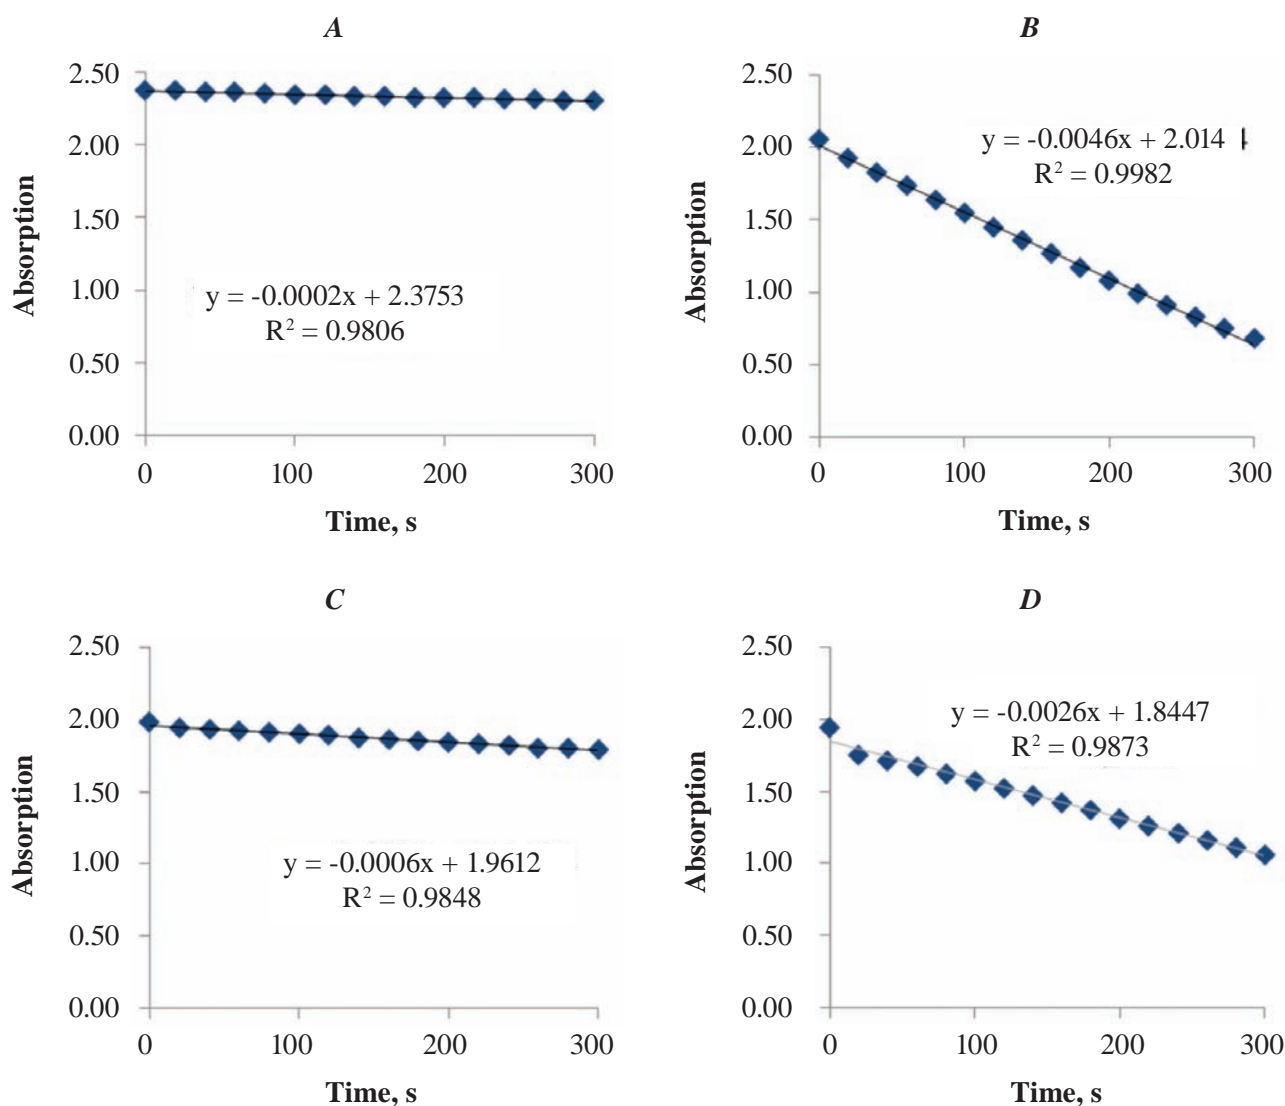 A
2.50
2.00
1.50
1.00
0.50
0.00
Absorption
y = -0.0002x + 2.3753
R² = 0.9806
0 100 200 300
Time, s
B
2.50
2.00
1.50
1.00
0.50
0.00
Absorption
y = -0.0046x + 2.014
R² = 0.9982
0 100 200 300
Time, s
C
2.50
2.00
1.50
1.00
0.50
0.00
Absorption
y = -0.0006x + 1.9612
R² = 0.9848
0 100 200 300
Time, s
D
2.50
2.00
1.50
1.00
0.50
0.00
Absorption
y = -0.0026x + 1.8447
R² = 0.9873
0 100 200 300
Time, s